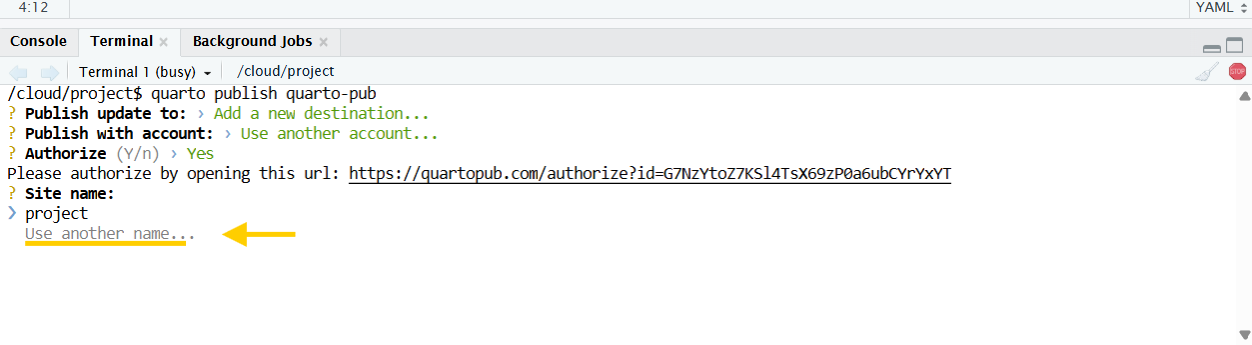 4:12 YAML
Console Terminal Background Jobs
Terminal 1 (busy) /cloud/project STOP
/cloud/project$ quarto publish quarto-pub
? Publish update to: › Add a new destination...
? Publish with account: › Use another account...
? Authorize (Y/n) › Yes
Please authorize by opening this url: https://quartopub.com/authorize?id=G7NzYtoZ7KSl4TsX69zP0a6ubCYrYxYT
? Site name:
❯ project
Use another name...